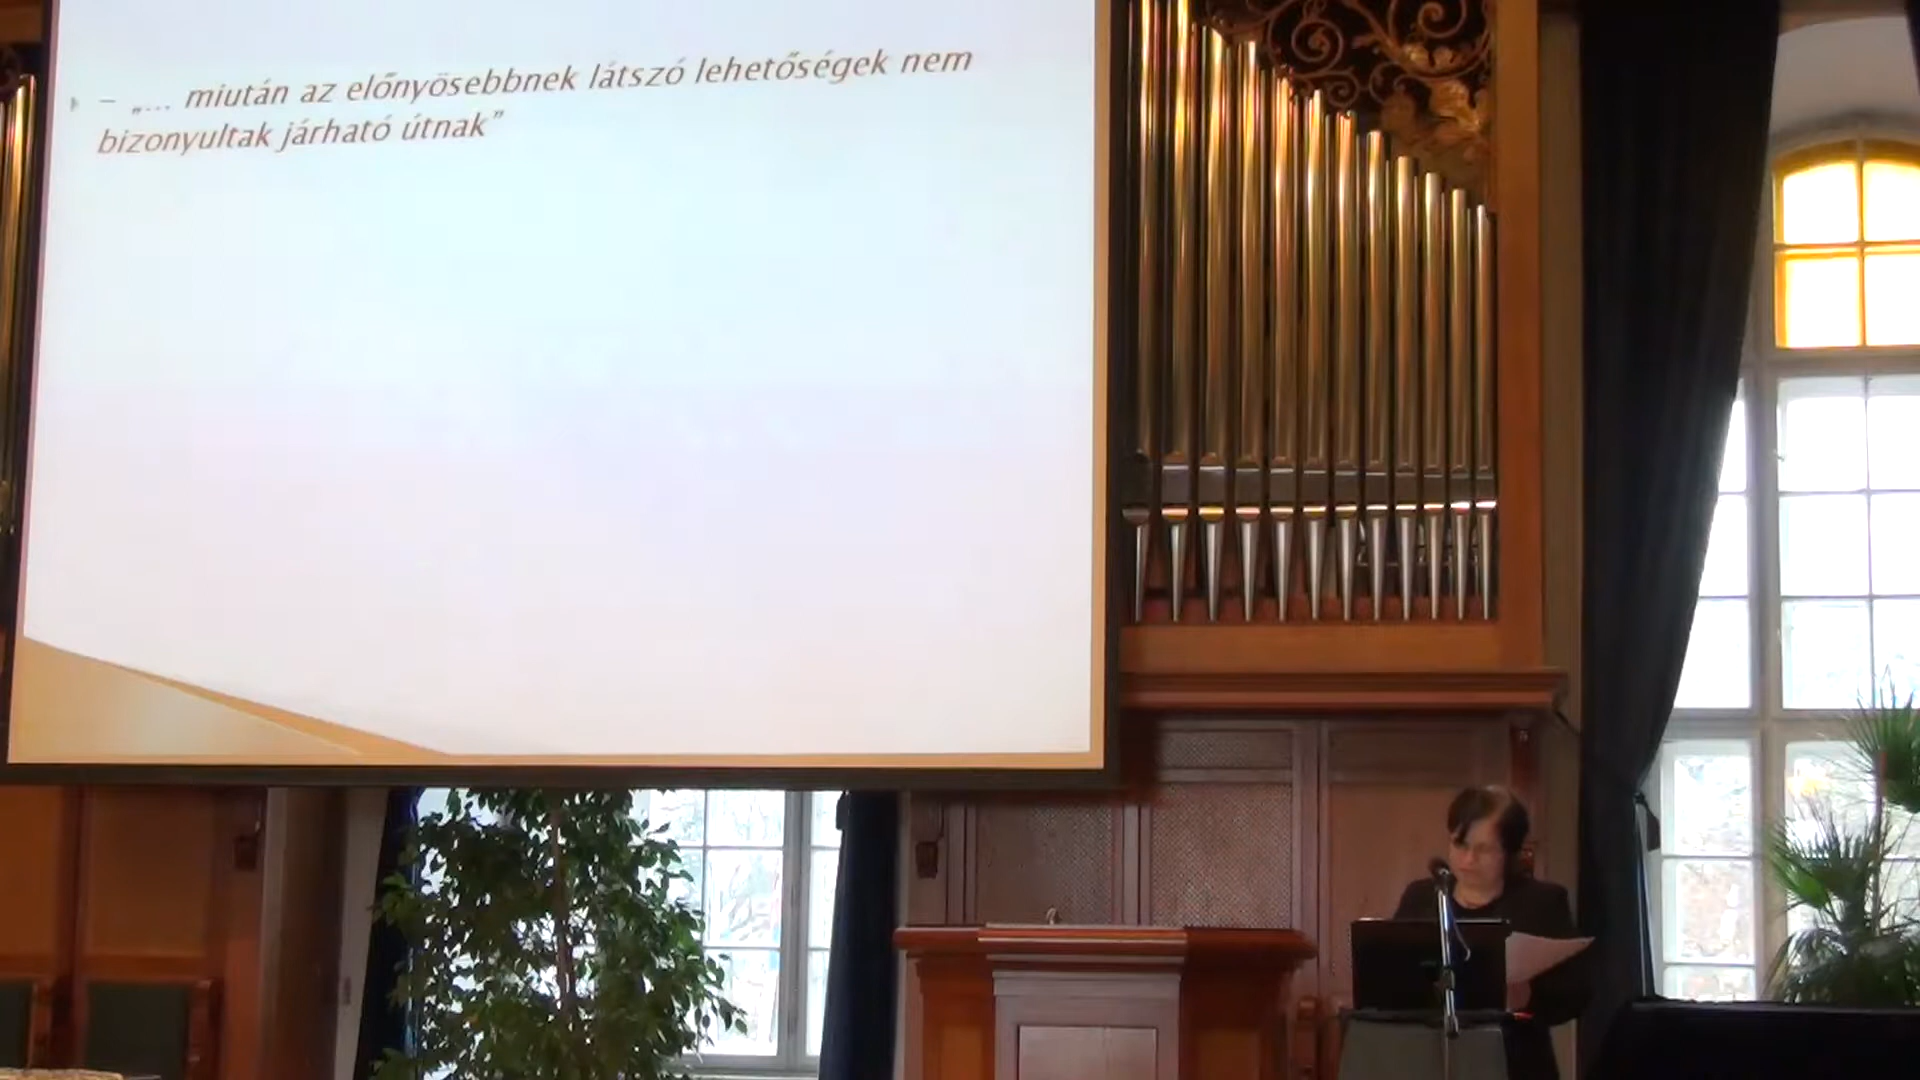 – „... miután az előnyösebbnek látszó lehetőségek nem
bizonyultak járható útnak”